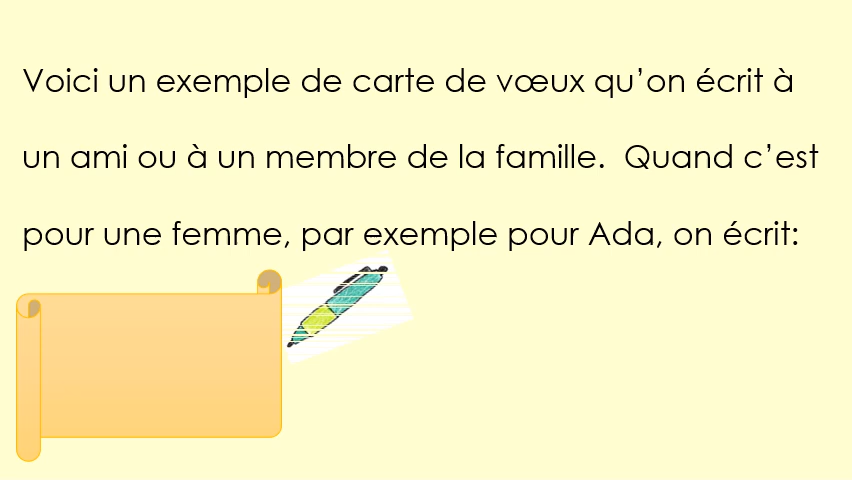 Voici un exemple de carte de vœux qu’on écrit à
un ami ou à un membre de la famille.  Quand c’est
pour une femme, par exemple pour Ada, on écrit: